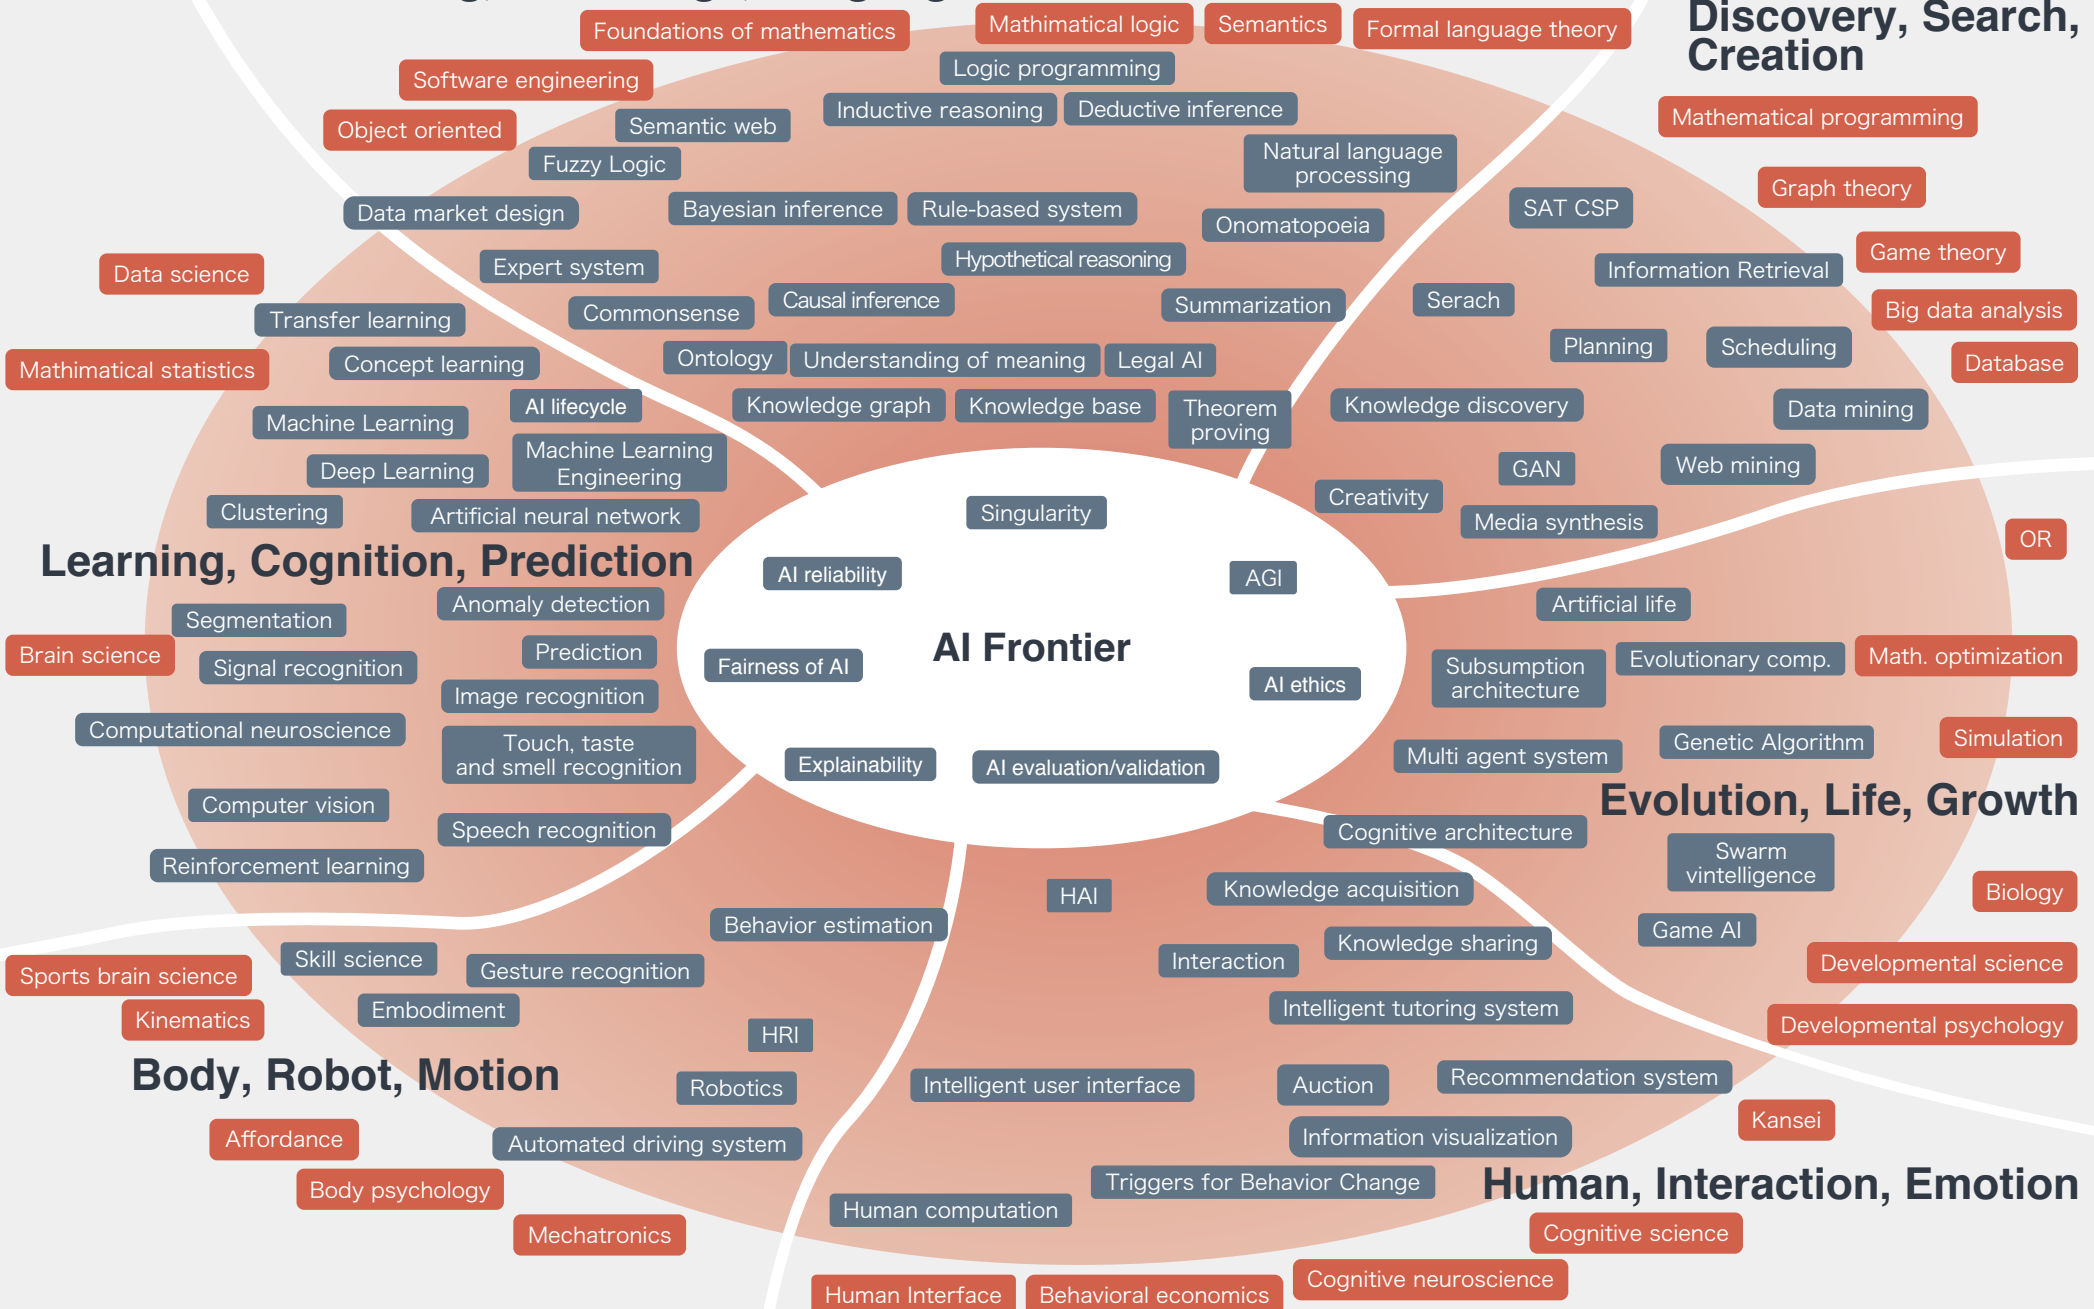 Discovery, Search,
Creation
Foundations of mathematics
Mathimatical logic
Semantics
Formal language theory
Software engineering
Logic programming
Object oriented
Semantic web
Inductive reasoning
Deductive inference
Mathematical programming
Fuzzy Logic
Natural language
processing
Graph theory
Data market design
Bayesian inference
Rule-based system
Onomatopoeia
SAT CSP
Game theory
Data science
Expert system
Hypothetical reasoning
Information Retrieval
Transfer learning
Commonsense
Causal inference
Summarization
Serach
Big data analysis
Mathimatical statistics
Concept learning
Ontology
Understanding of meaning
Legal AI
Planning
Scheduling
Database
AI lifecycle
Knowledge graph
Knowledge base
Theorem
proving
Knowledge discovery
Data mining
Machine Learning
Machine Learning
Engineering
Deep Learning
GAN
Web mining
Clustering
Artificial neural network
Singularity
Creativity
Media synthesis
OR
Learning, Cognition, Prediction
AI reliability
AGI
Segmentation
Anomaly detection
Artificial life
Brain science
Signal recognition
Prediction
Fairness of AI
AI Frontier
AI ethics
Subsumption
architecture
Evolutionary comp.
Math. optimization
Image recognition
Computational neuroscience
Touch, taste
and smell recognition
Explainability
AI evaluation/validation
Multi agent system
Genetic Algorithm
Simulation
Computer vision
Evolution, Life, Growth
Speech recognition
Cognitive architecture
Reinforcement learning
Swarm
vintelligence
HAI
Knowledge acquisition
Biology
Behavior estimation
Game AI
Skill science
Gesture recognition
Interaction
Knowledge sharing
Developmental science
Sports brain science
Embodiment
Intelligent tutoring system
Kinematics
HRI
Developmental psychology
Body, Robot, Motion
Robotics
Intelligent user interface
Auction
Recommendation system
Affordance
Automated driving system
Information visualization
Kansei
Body psychology
Triggers for Behavior Change
Human, Interaction, Emotion
Human computation
Mechatronics
Cognitive science
Human Interface
Behavioral economics
Cognitive neuroscience